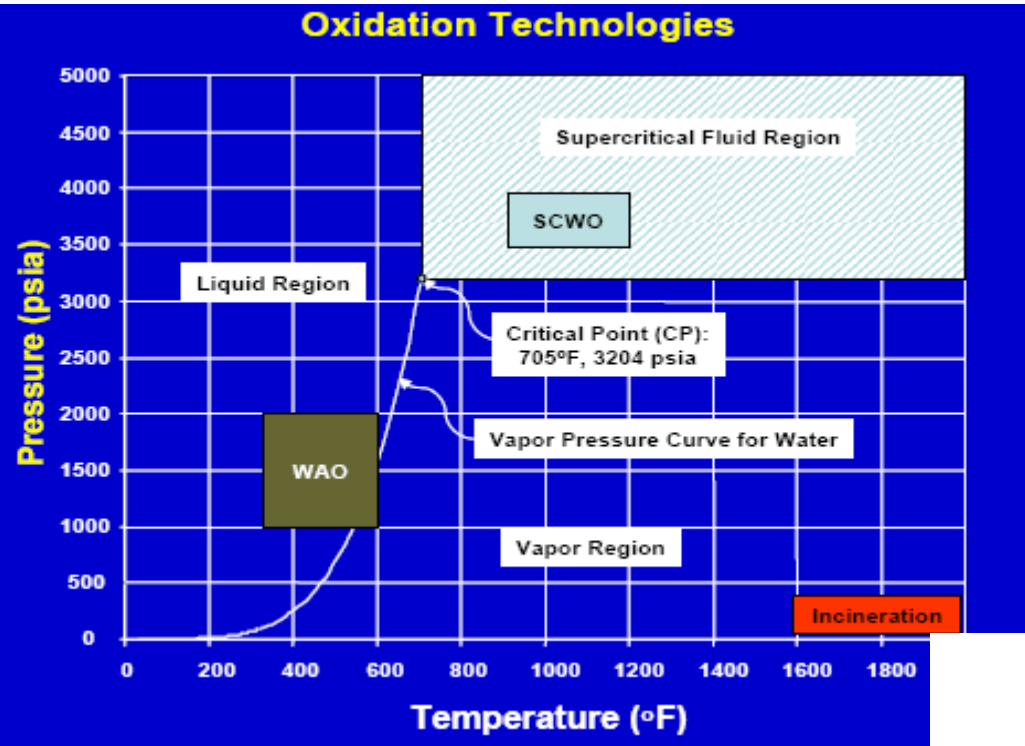 Oxidation Technologies
5000
4500
4000
3500
3000
2500
2000
1500
1000
500
0
Pressure (psia)
Supercritical Fluid Region
SCWO
Liquid Region
Critical Point (CP):
705ºF, 3204 psia
Vapor Pressure Curve for Water
WAO
Vapor Region
Incineration
0 200 400 600 800 1000 1200 1400 1600 1800
Temperature (ºF)